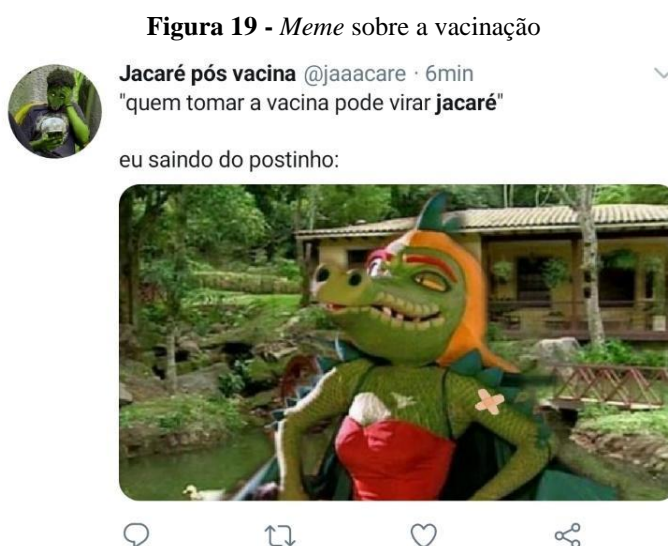 Figura 19 - Meme sobre a vacinação
Jacaré pós vacina @jaaacare · 6min
"quem tomar a vacina pode virar jacaré"
eu saindo do postinho: